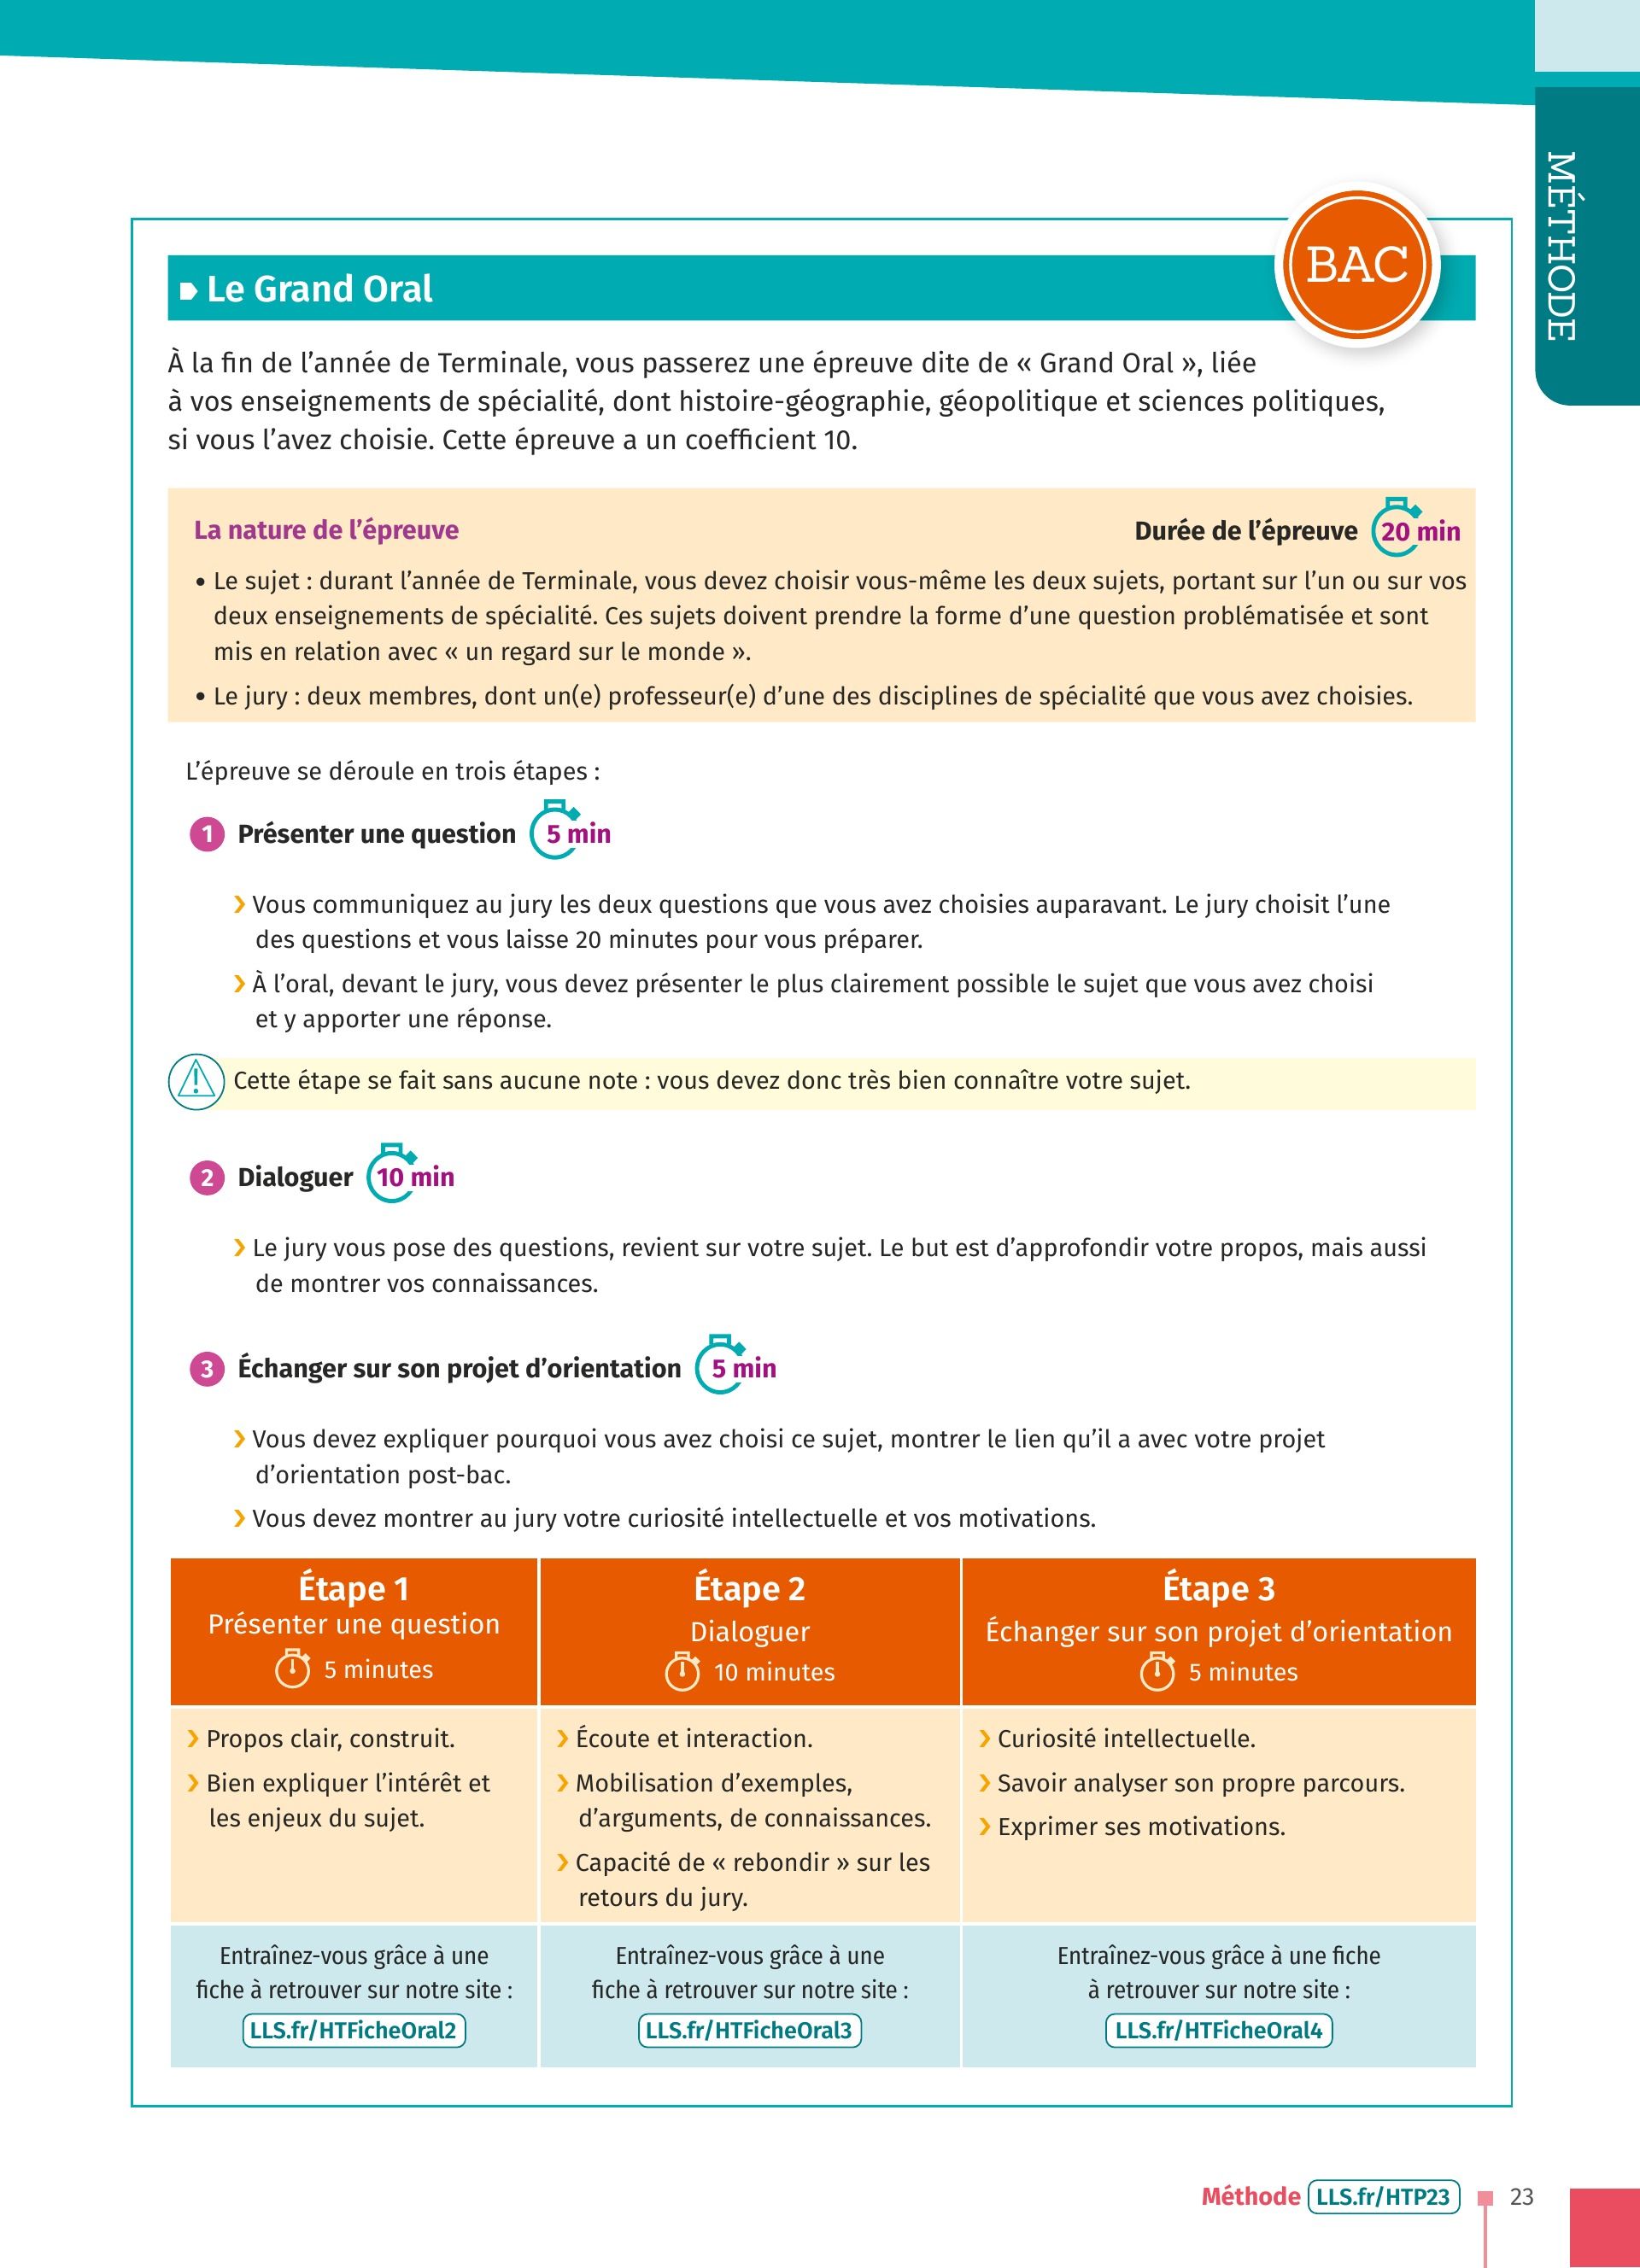 MÉTHODE
BAC
Le Grand Oral
À la fin de l’année de Terminale, vous passerez une épreuve dite de « Grand Oral », liée
à vos enseignements de spécialité, dont histoire-géographie, géopolitique et sciences politiques,
si vous l’avez choisie. Cette épreuve a un coefficient 10.
La nature de l’épreuve
Durée de l’épreuve 20 min
• Le sujet : durant l’année de Terminale, vous devez choisir vous-même les deux sujets, portant sur l’un ou sur vos
deux enseignements de spécialité. Ces sujets doivent prendre la forme d’une question problématisée et sont
mis en relation avec « un regard sur le monde ».
• Le jury : deux membres, dont un(e) professeur(e) d’une des disciplines de spécialité que vous avez choisies.
L’épreuve se déroule en trois étapes :
1 Présenter une question 5 min
› Vous communiquez au jury les deux questions que vous avez choisies auparavant. Le jury choisit l’une
des questions et vous laisse 20 minutes pour vous préparer.
› À l’oral, devant le jury, vous devez présenter le plus clairement possible le sujet que vous avez choisi
et y apporter une réponse.
Cette étape se fait sans aucune note : vous devez donc très bien connaître votre sujet.
2 Dialoguer 10 min
› Le jury vous pose des questions, revient sur votre sujet. Le but est d’approfondir votre propos, mais aussi
de montrer vos connaissances.
3 Échanger sur son projet d’orientation 5 min
› Vous devez expliquer pourquoi vous avez choisi ce sujet, montrer le lien qu’il a avec votre projet
d’orientation post-bac.
› Vous devez montrer au jury votre curiosité intellectuelle et vos motivations.
Étape 1
Présenter une question
5 minutes
› Propos clair, construit.
› Bien expliquer l’intérêt et
les enjeux du sujet.
Entraînez-vous grâce à une
fiche à retrouver sur notre site :
LLS.fr/HTFicheOral2
Étape 2
Dialoguer
10 minutes
› Écoute et interaction.
› Mobilisation d’exemples,
d’arguments, de connaissances.
› Capacité de « rebondir » sur les
retours du jury.
Entraînez-vous grâce à une
fiche à retrouver sur notre site :
LLS.fr/HTFicheOral3
Étape 3
Échanger sur son projet d’orientation
5 minutes
› Curiosité intellectuelle.
› Savoir analyser son propre parcours.
› Exprimer ses motivations.
Entraînez-vous grâce à une fiche
à retrouver sur notre site :
LLS.fr/HTFicheOral4
Méthode LLS.fr/HTP23 23